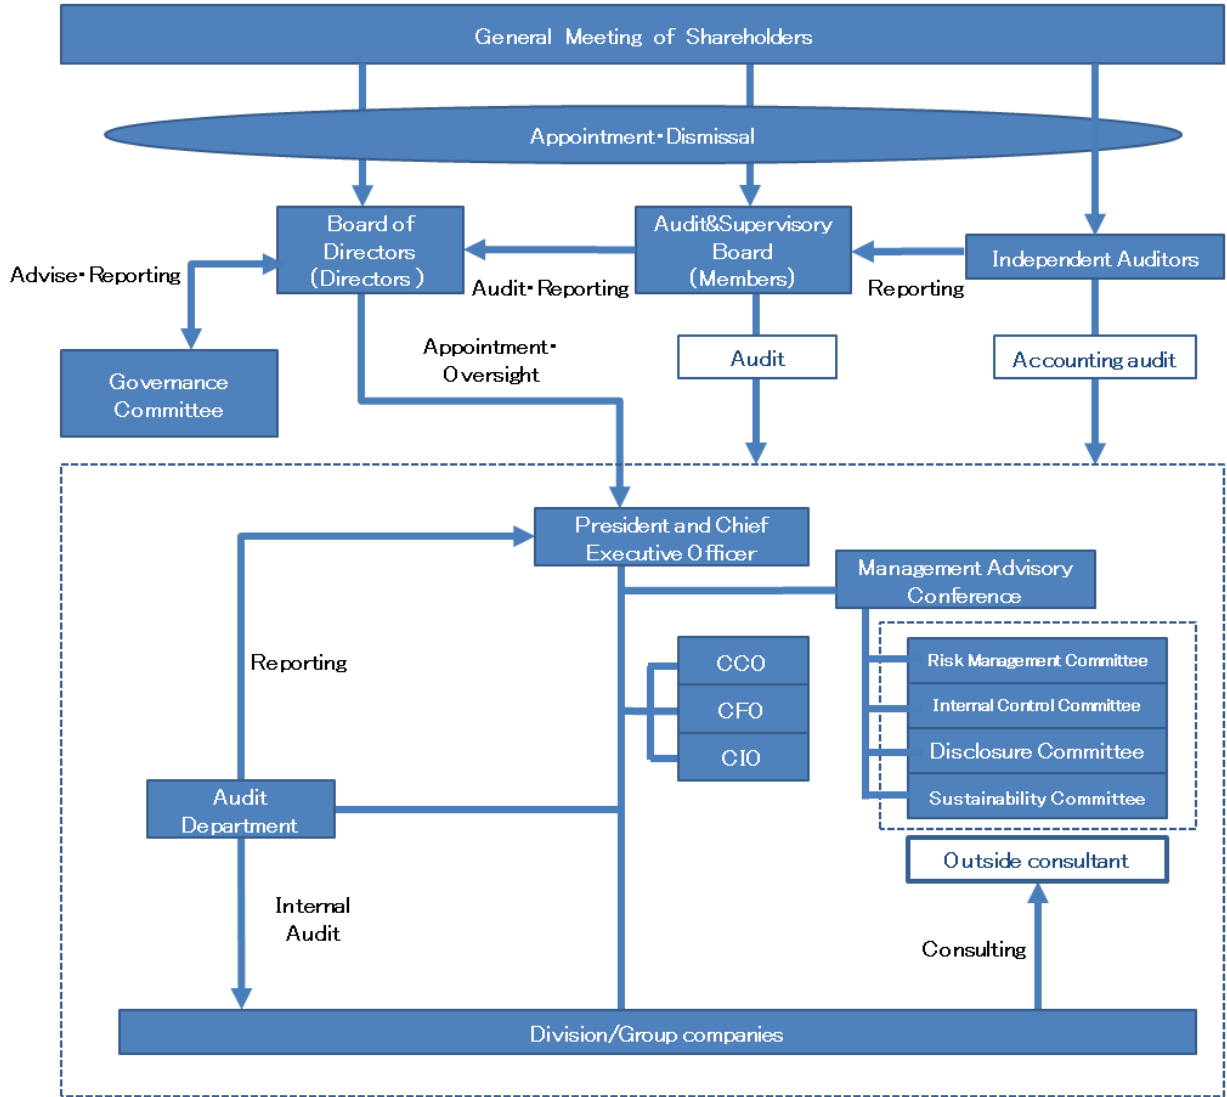 General Meeting of Shareholders
Appointment・Dismissal
Board of
Directors
(Directors)
Audit&Supervisory
Board
(Members)
Independent Auditors
Advise・Reporting
Audit・Reporting
Reporting
Governance
Committee
Appointment・
Oversight
Audit
Accounting audit
President and Chief
Executive Officer
Management Advisory
Conference
Reporting
CCO
CFO
CIO
Risk Management Committee
Internal Control Committee
Disclosure Committee
Sustainability Committee
Audit
Department
Outside consultant
Internal
Audit
Consulting
Division/Group companies